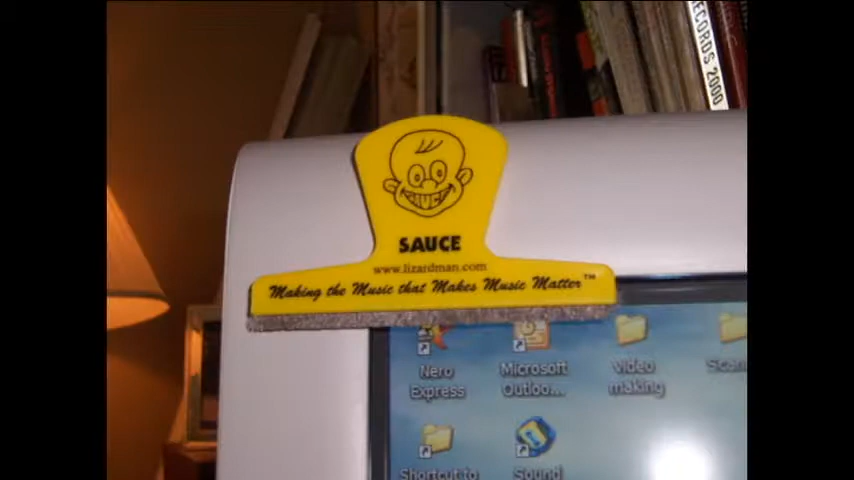 RECORDS 2000
SAUCE
SAUCE
www.lizardman.com
Making the Music that Makes Music Matter™
Nero
Express
Microsoft
Outloo...
video
making
Scan
Shortcut to
Sound